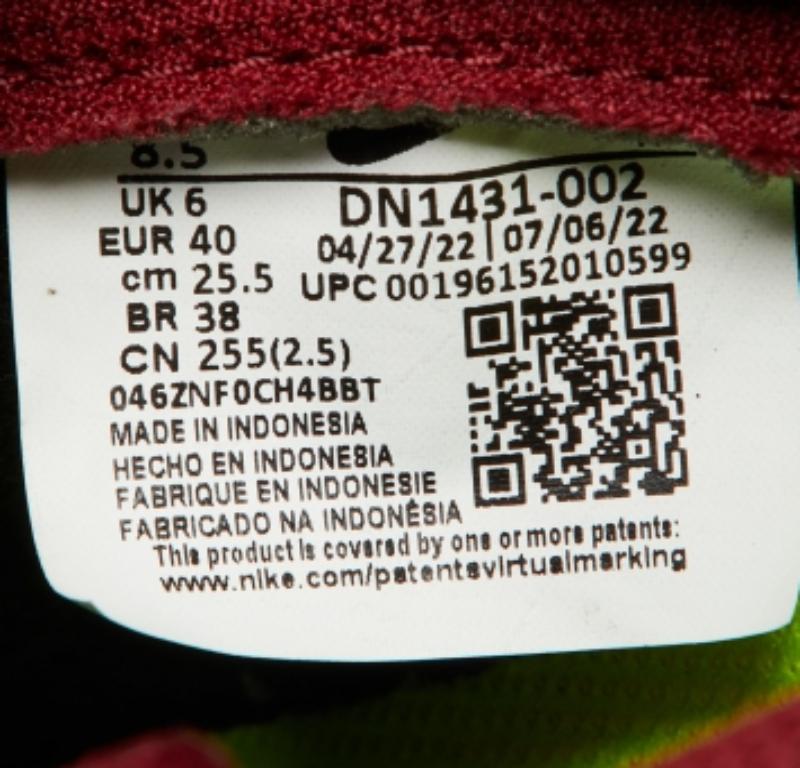 8.5
UK 6
EUR 40
cm 25.5
BR 38
CN 255(2.5)
DN1431-002
04/27/22 | 07/06/22
UPC 00196152010599
046ZNF0CH4BBT
MADE IN INDONESIA
HECHO EN INDONESIA
FABRIQUE EN INDONESIE
FABRICADO NA INDONÉSIA
This product is covered by one or more patents:
www.nike.com/patentsvirtualmarking